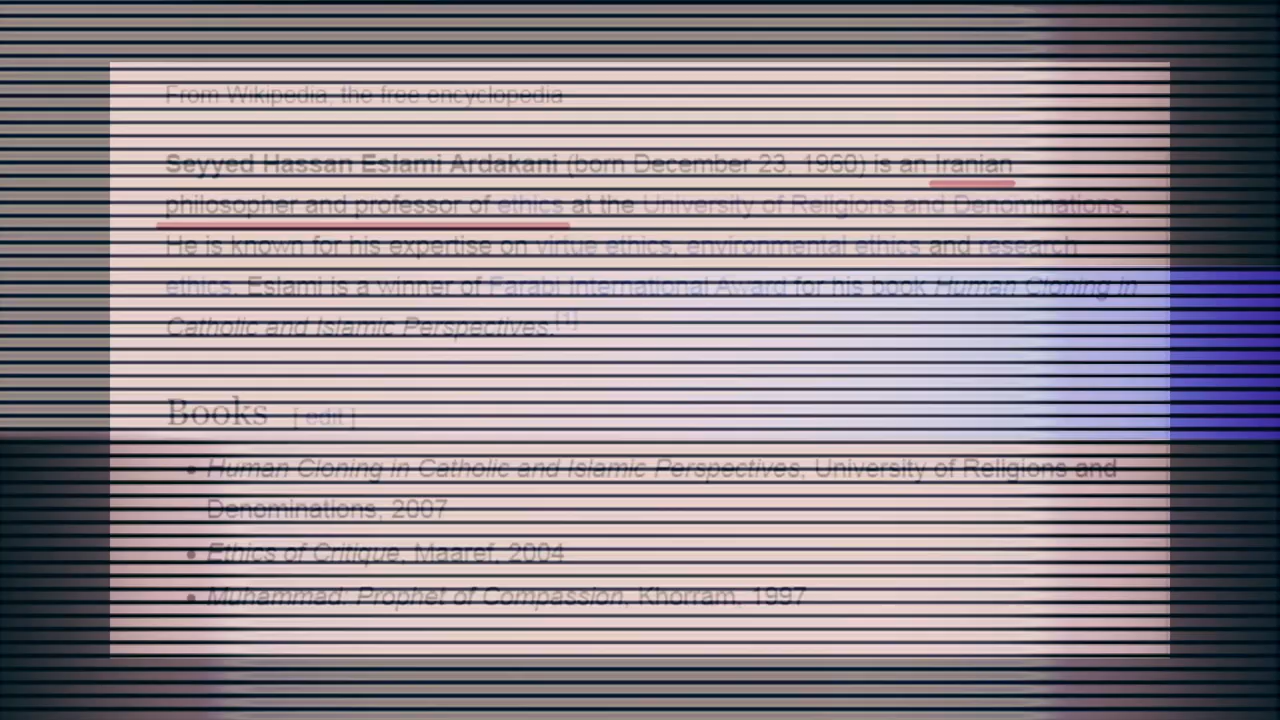 From Wikipedia, the free encyclopedia
Seyyed Hassan Eslami Ardakani (born December 23, 1960) is an Iranian
philosopher and professor of ethics at the University of Religions and Denominations.
He is known for his expertise on virtue ethics, environmental ethics and research
ethics. Eslami is a winner of Farabi International Award for his book Human Cloning in
Catholic and Islamic Perspectives.[1]
Books [ edit ]
• Human Cloning in Catholic and Islamic Perspectives, University of Religions and
Denominations, 2007
• Ethics of Critique, Maaref, 2004
• Muhammad: Prophet of Compassion, Khorram, 1997